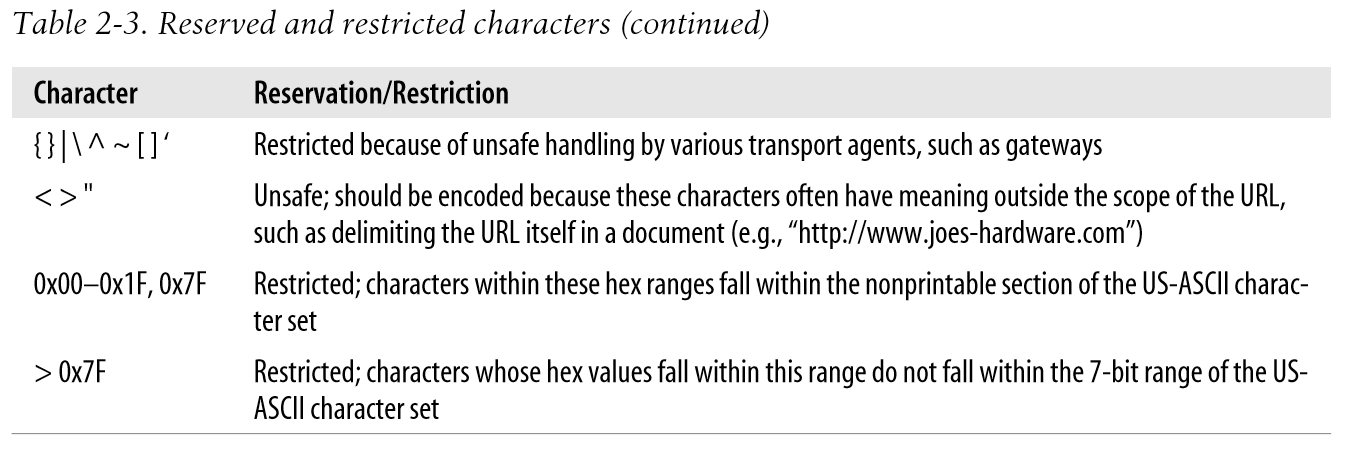 Table 2-3. Reserved and restricted characters (continued)
Character Reservation/Restriction
{ } | \ ^ ~ [ ] ‘ Restricted because of unsafe handling by various transport agents, such as gateways
< > " Unsafe; should be encoded because these characters often have meaning outside the scope of the URL,
such as delimiting the URL itself in a document (e.g., “http://www.joes-hardware.com”)
0x00–0x1F, 0x7F Restricted; characters within these hex ranges fall within the nonprintable section of the US-ASCII charac-
ter set
> 0x7F Restricted; characters whose hex values fall within this range do not fall within the 7-bit range of the US-
ASCII character set